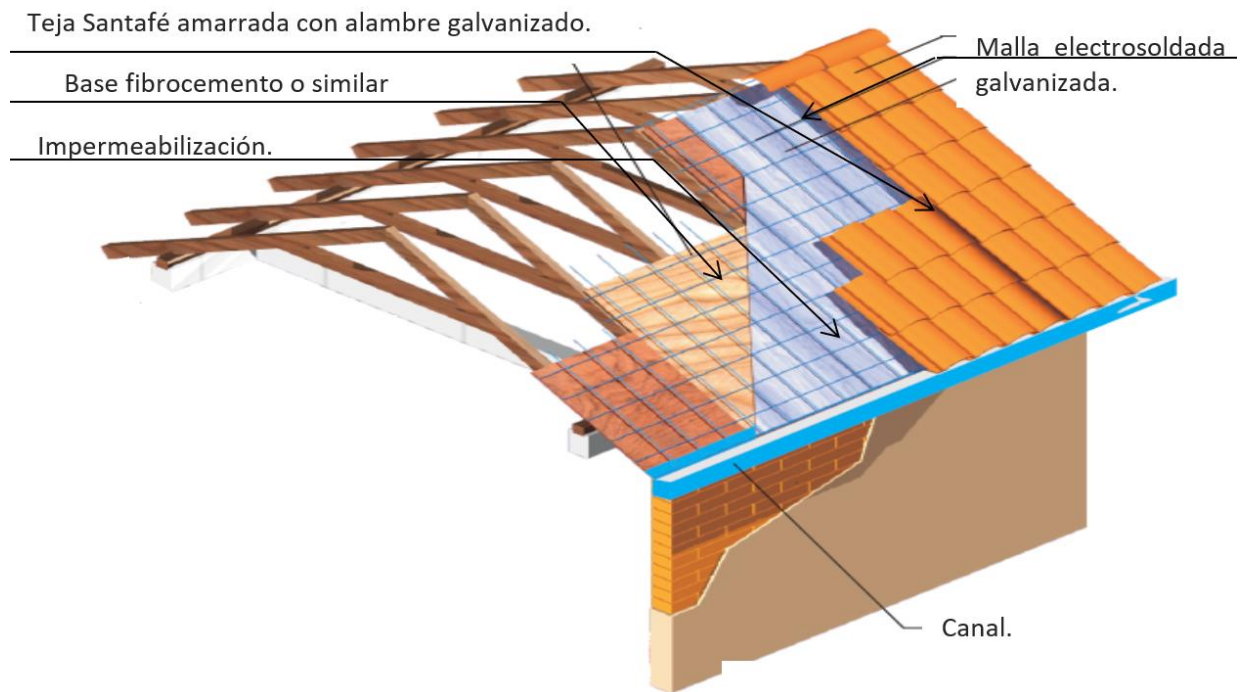 Teja Santafé amarrada con alambre galvanizado.
Malla electrosoldada
galvanizada.
Base fibrocemento o similar
Impermeabilización.
Canal.